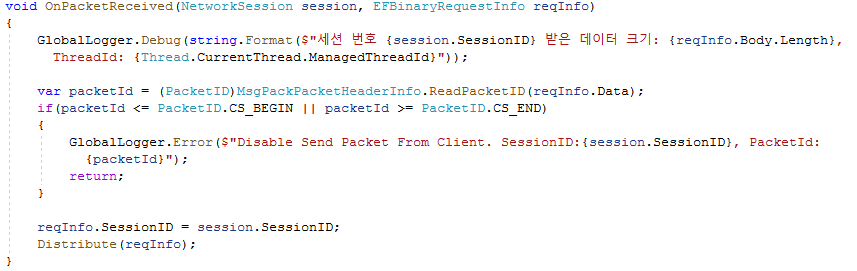 void OnPacketReceived(NetworkSession session, EFBinaryRequestInfo reqInfo)
{
GlobalLogger.Debug(string.Format($"세션 번호 {session.SessionID} 받은 데이터 크기: {reqInfo.Body.Length},
ThreadId: {Thread.CurrentThread.ManagedThreadId}"));
var packetId = (PacketID)MsgPackPacketHeaderInfo.ReadPacketID(reqInfo.Data);
if(packetId <= PacketID.CS_BEGIN || packetId >= PacketID.CS_END)
{
GlobalLogger.Error($"Disable Send Packet From Client. SessionID:{session.SessionID}, PacketId:
{packetId}");
return;
}
reqInfo.SessionID = session.SessionID;
Distribute(reqInfo);
}